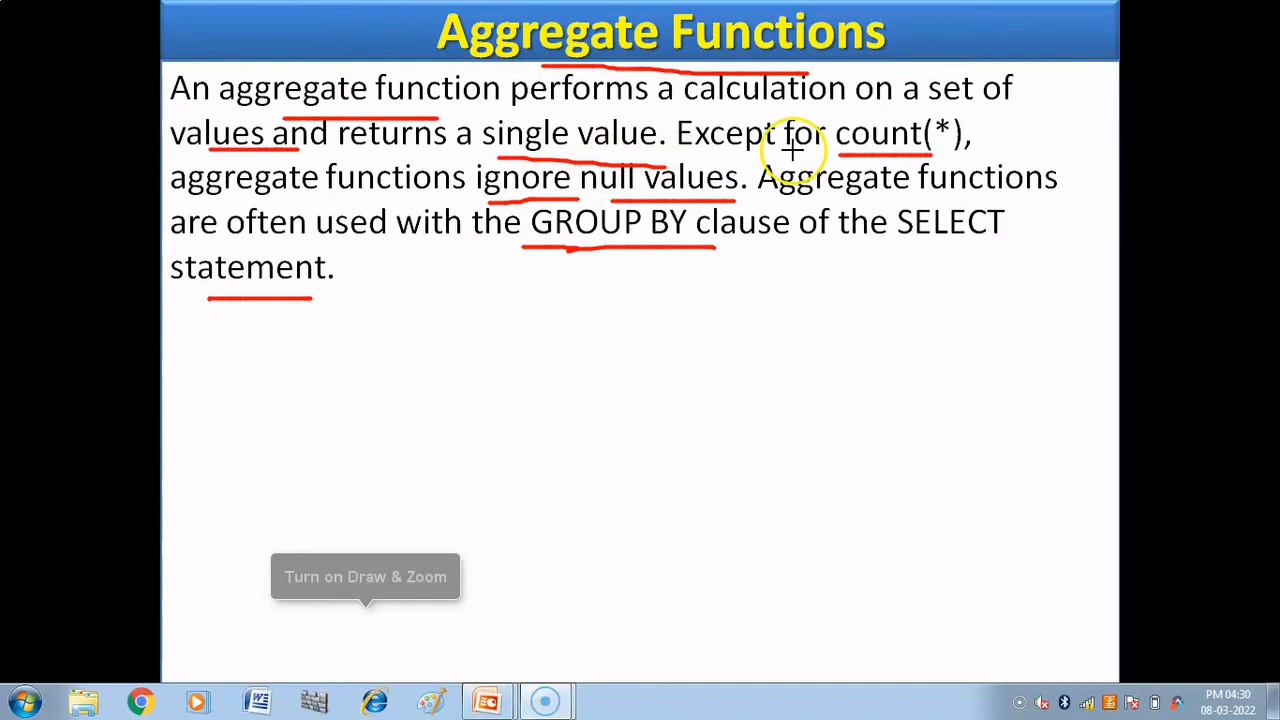 Aggregate Functions
An aggregate function performs a calculation on a set of
values and returns a single value. Except for count(*),
aggregate functions ignore null values. Aggregate functions
are often used with the GROUP BY clause of the SELECT
statement.
Turn on Draw & Zoom
PM 04:30
08-03-2022